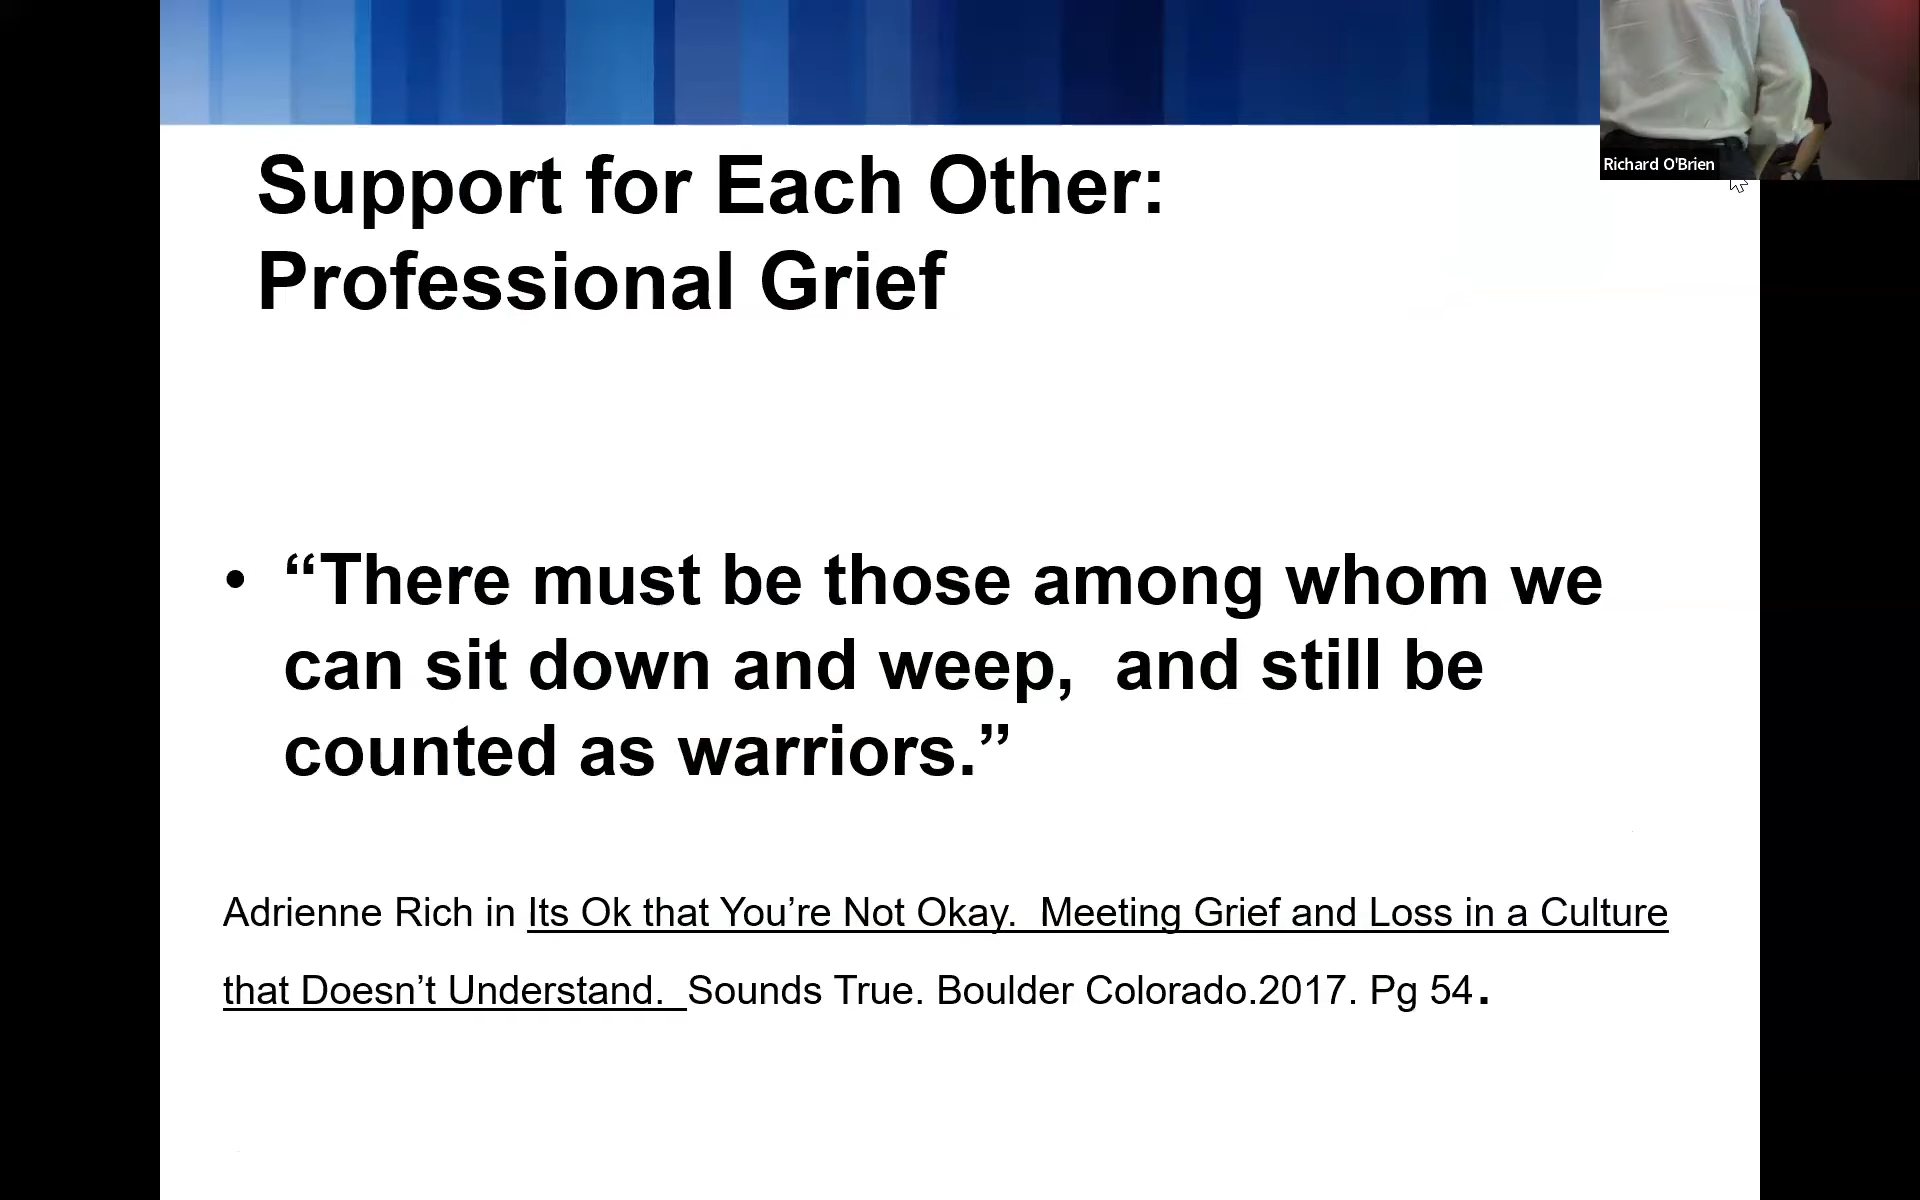 Richard O'Brien
Support for Each Other:
Professional Grief
• “There must be those among whom we
can sit down and weep,  and still be
counted as warriors.”
Adrienne Rich in Its Ok that You’re Not Okay.  Meeting Grief and Loss in a Culture
that Doesn’t Understand.  Sounds True. Boulder Colorado.2017. Pg 54.